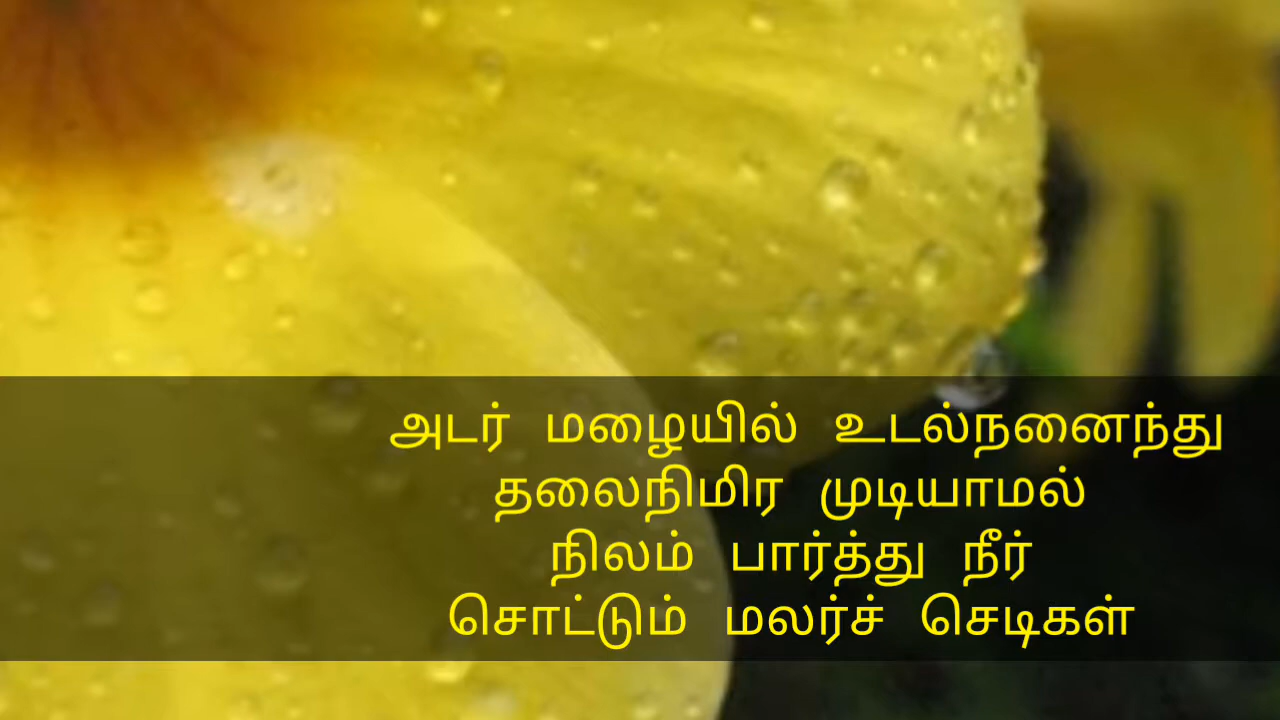 அடர் மழையில் உடல்நனைந்து
தலைநிமிர முடியாமல்
நிலம் பார்த்து நீர்
சொட்டும் மலர்ச் செடிகள்